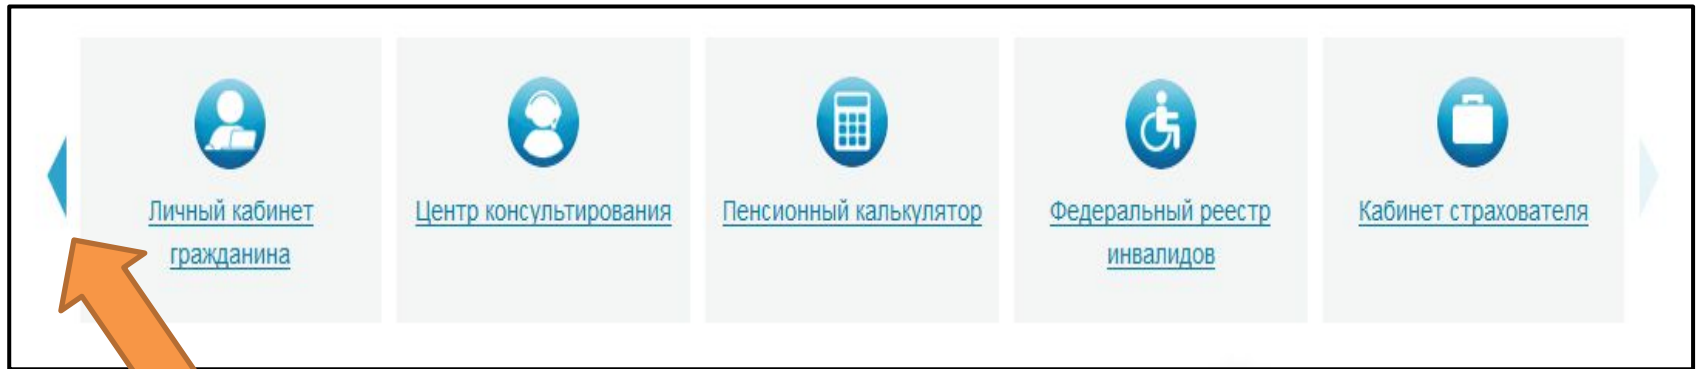 Личный кабинет
гражданина
Центр консультирования
Пенсионный калькулятор
Федеральный реестр
инвалидов
Кабинет страхователя